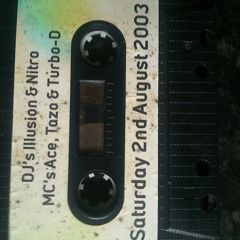 DJ's Illusion & Nitro
MC's Ace, Tazo & Turbo-D
Saturday 2nd August 2003